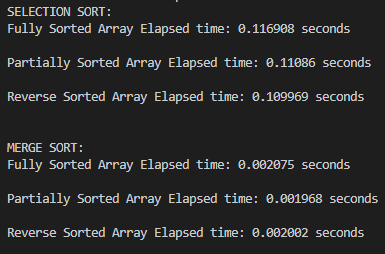 SELECTION SORT:
Fully Sorted Array Elapsed time: 0.116908 seconds
Partially Sorted Array Elapsed time: 0.11086 seconds
Reverse Sorted Array Elapsed time: 0.109969 seconds
MERGE SORT:
Fully Sorted Array Elapsed time: 0.002075 seconds
Partially Sorted Array Elapsed time: 0.001968 seconds
Reverse Sorted Array Elapsed time: 0.002002 seconds